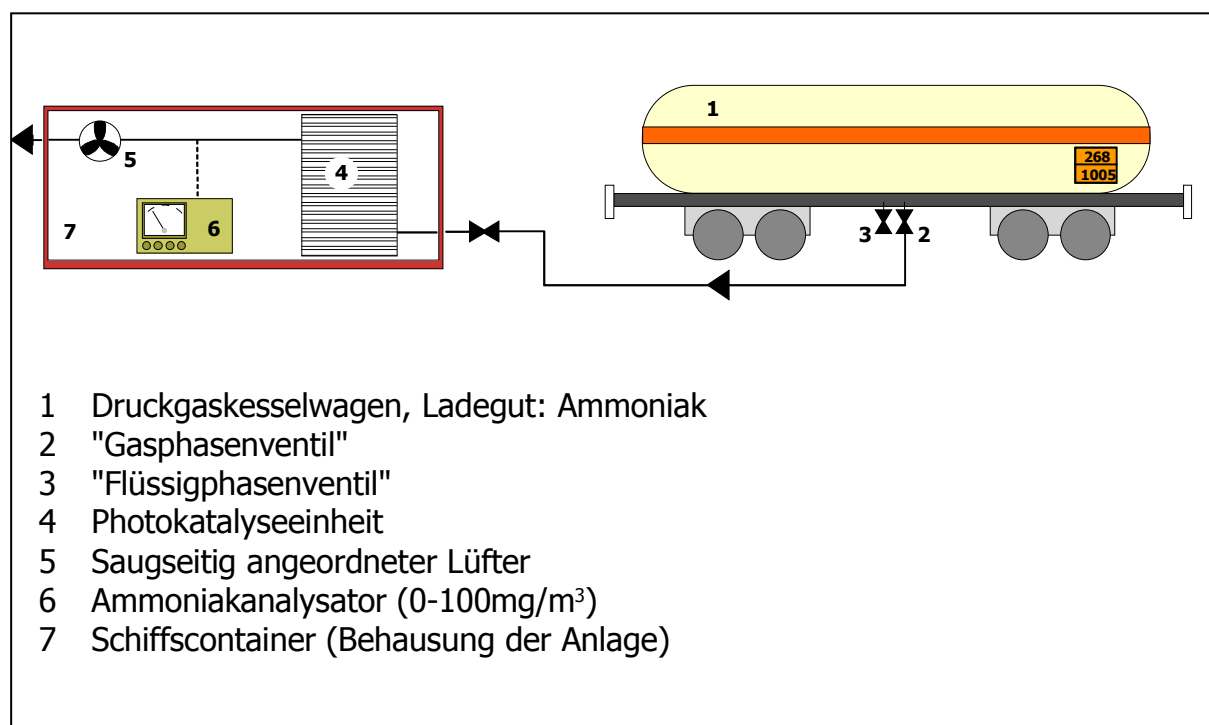 1
268
1005
5
4
6
7
3
2
1 Druckgaskesselwagen, Ladegut: Ammoniak
2 "Gasphasenventil"
3 "Flüssigphasenventil"
4 Photokatalyseeinheit
5 Saugseitig angeordneter Lüfter
6 Ammoniakanalysator (0-100mg/m³)
7 Schiffscontainer (Behausung der Anlage)